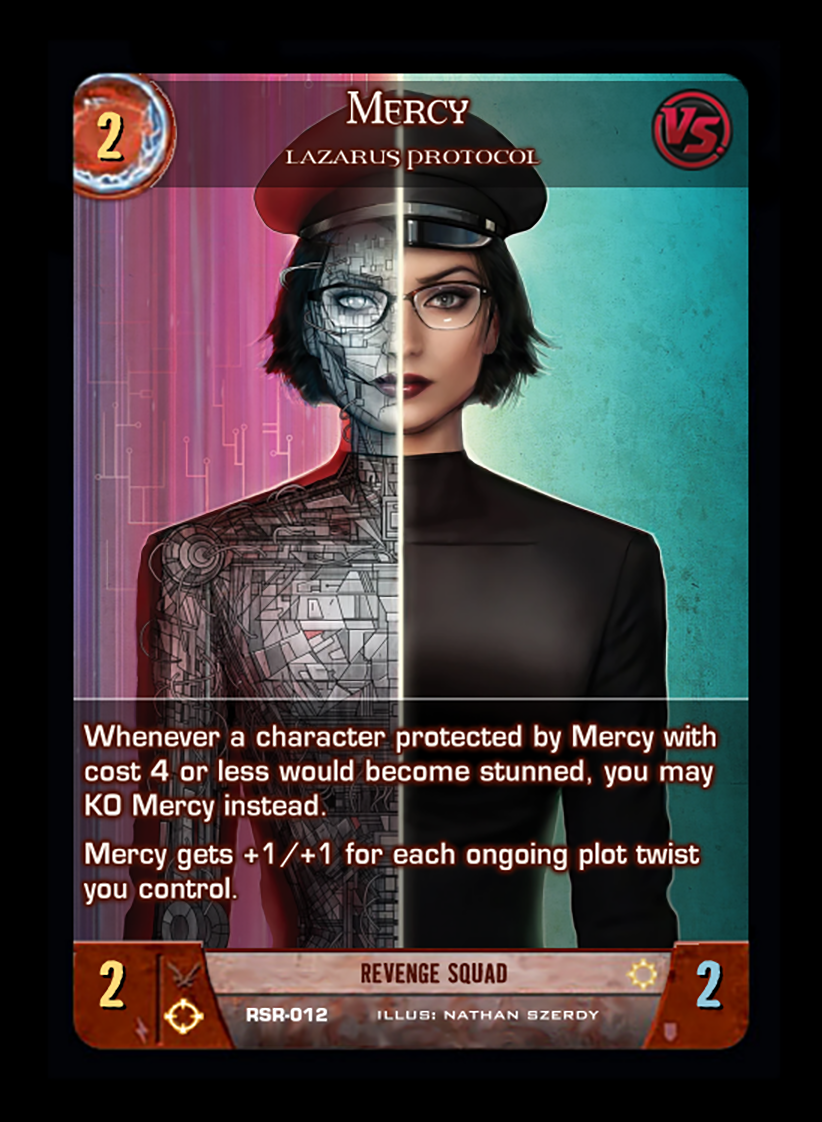 2
Mercy
VS.
LAZARUS PROTOCOL
Whenever a character protected by Mercy with
cost 4 or less would become stunned, you may
KO Mercy instead.
Mercy gets +1/+1 for each ongoing plot twist
you control.
2
REVENGE SQUAD
2
RSR-012
ILLUS: NATHAN SZERDY